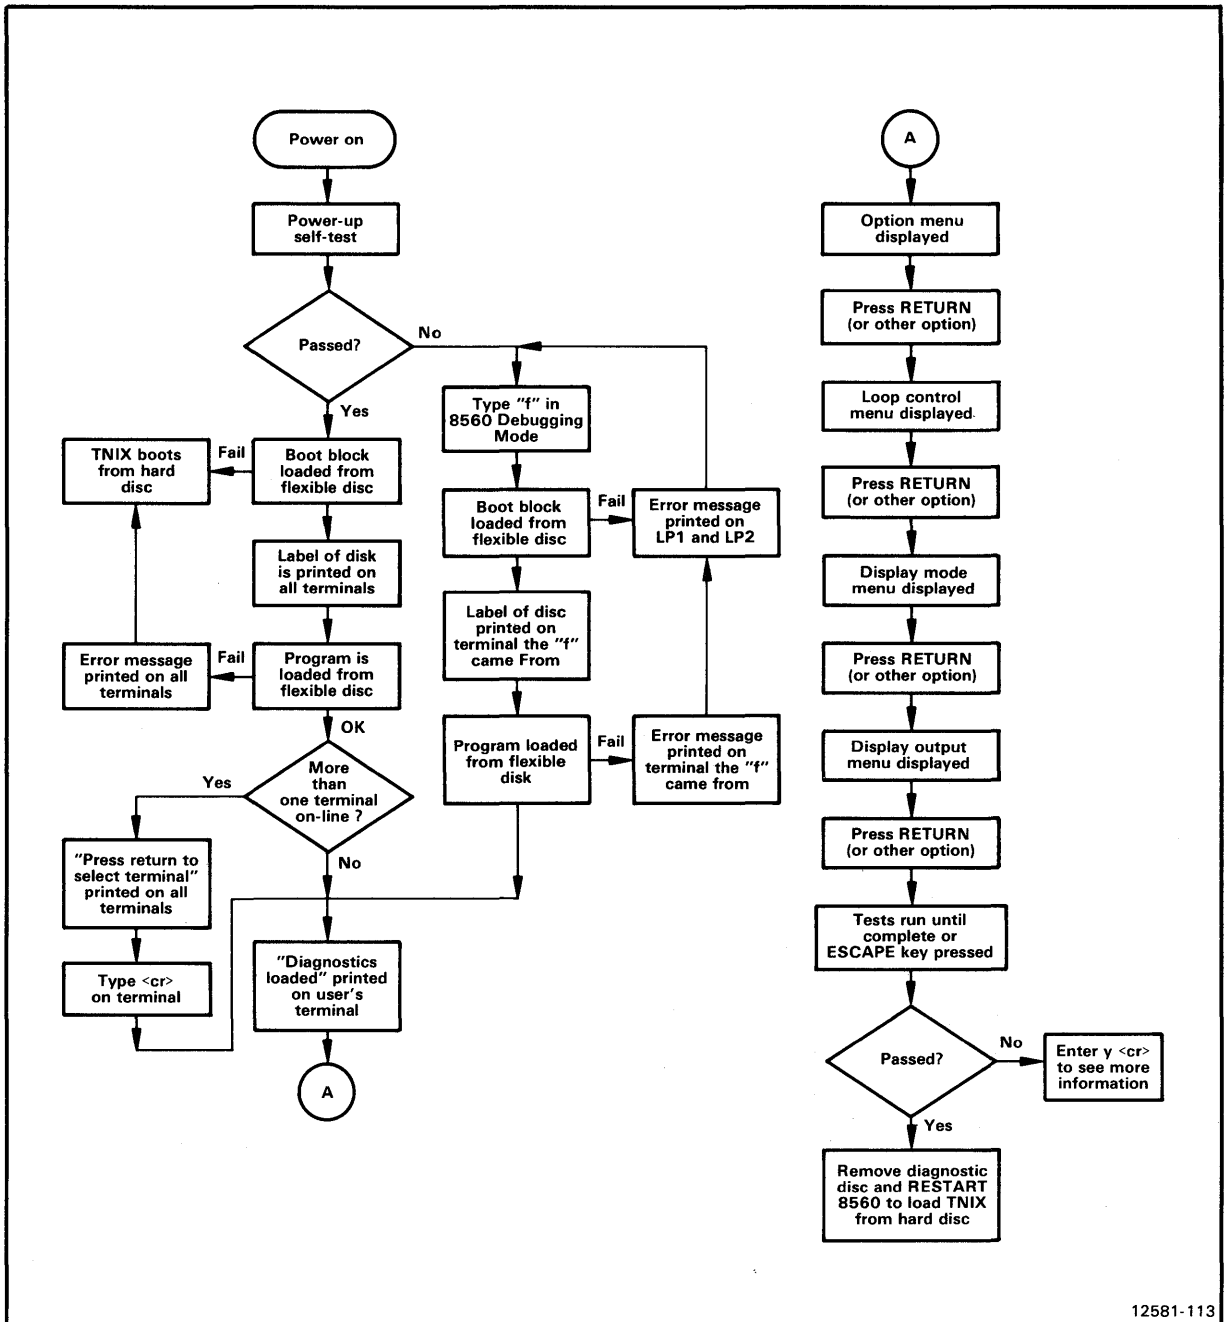 Power on
Power-up
self-test
Passed?
No
Yes
Type "f" in
8560 Debugging
Mode
TNIX boots
from hard
disc
Fail
Boot block
loaded from
flexible disc
Boot block
loaded from
flexible disc
Fail
Error message
printed on
LP1 and LP2
Label of disk
is printed on
all terminals
Label of disc
printed on
terminal the "f"
came From
Error message
printed on all
terminals
Fail
Program is
loaded from
flexible disc
OK
Program loaded
from flexible
disk
Fail
Error message
printed on
terminal the "f"
came from
More
than
one terminal
on-line ?
Yes
No
"Press return to
select terminal"
printed on all
terminals
Type <cr>
on terminal
"Diagnostics
loaded" printed
on user's
terminal
A
A
Option menu
displayed
Press RETURN
(or other option)
Loop control
menu displayed
Press RETURN
(or other option)
Display mode
menu displayed
Press RETURN
(or other option)
Display output
menu displayed
Press RETURN
(or other option)
Tests run until
complete or
ESCAPE key pressed
Passed?
No
Enter y <cr>
to see more
information
Yes
Remove diagnostic
disc and RESTART
8560 to load TNIX
from hard disc
12581-113